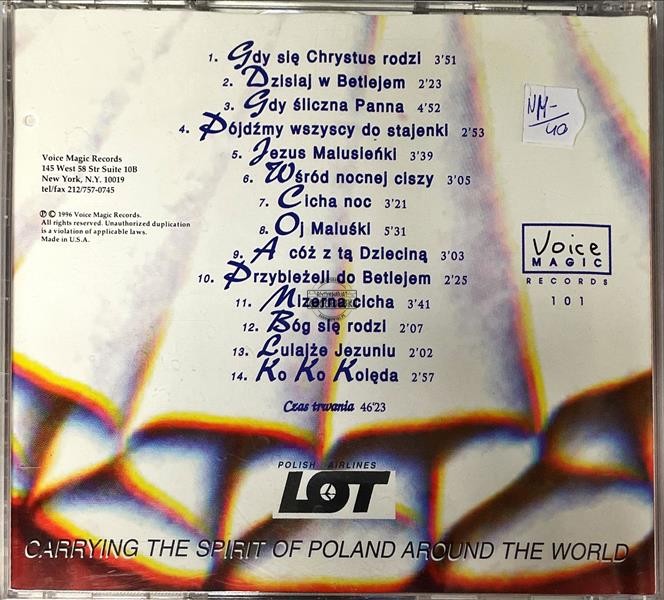 1. Gdy się Chrystus rodzi 3'51
2. Dzisiaj w Betlejem 2'23
3. Gdy śliczna Panna 4'52
4. Pójdźmy wszyscy do stajenki 2'53
5. Jezus Malusieńki 3'39
6. Wśród nocnej ciszy 3'05
7. Cicha noc 3'21
8. Oj Maluśki 5'31
9. A cóż z tą Dzieciną 3'03
10. Przybieżeli do Betlejem 2'25
11. Mizerna cicha 3'41
12. Bóg się rodzi 2'07
13. Lulajże Jezuniu 2'02
14. Ko Ko Kolęda 2'57
Czas trwania 46'23
Voice Magic Records
145 West 58 Str Suite 10B
New York, N.Y. 10019
tel/fax 212/757-0745
℗ © 1996 Voice Magic Records.
All rights reserved. Unauthorized duplication
is a violation of applicable laws.
Made in U.S.A.
NM-
40
Voice
MAGIC
RECORDS
101
POLISH AIRLINES
LOT
CARRYING THE SPIRIT OF POLAND AROUND THE WORLD